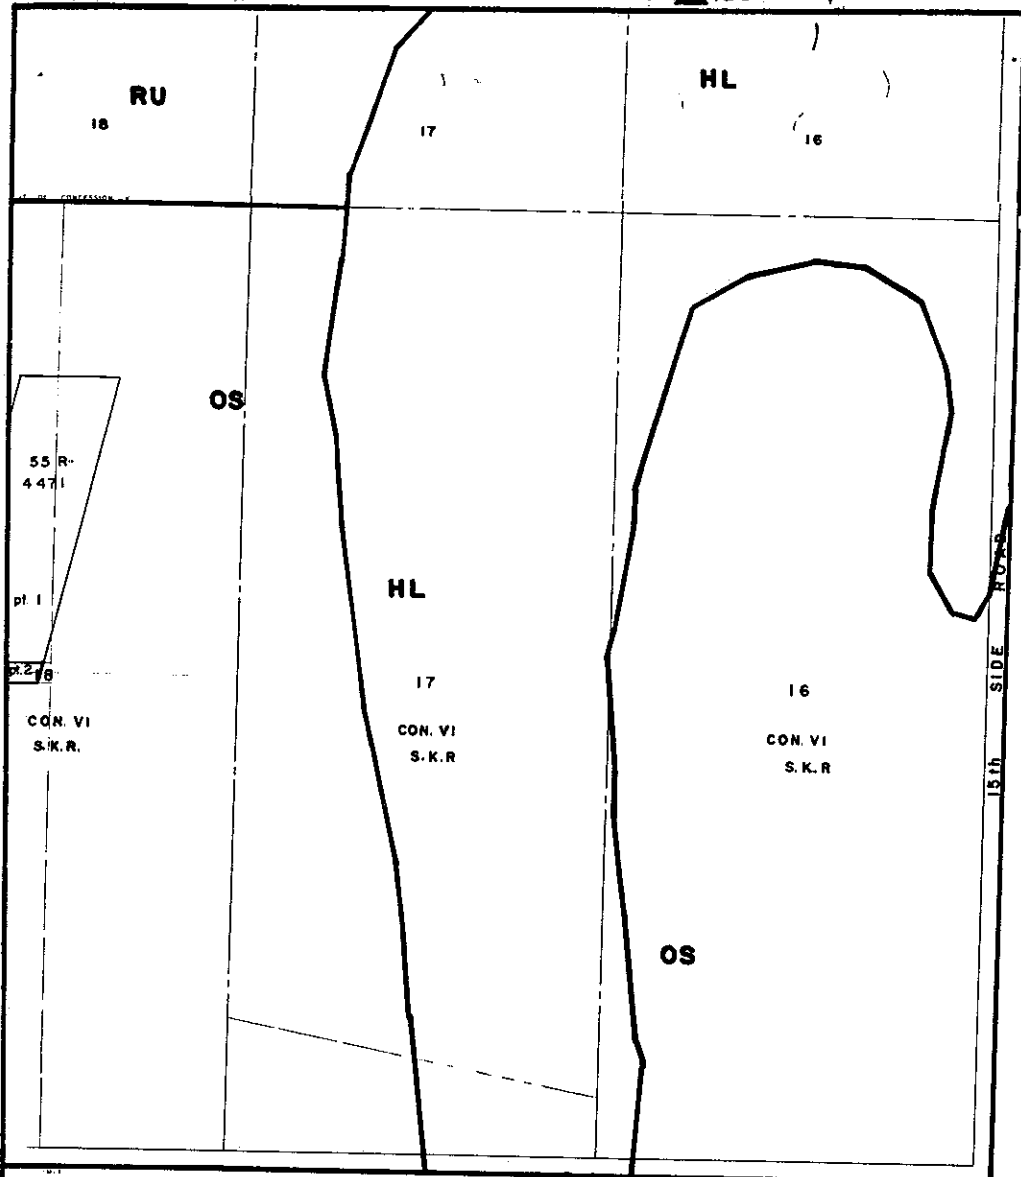 RU
HL
18
17
16
CONCESSION
OS
55 R-
4471
pt. 1
HL
pt. 2
18
CON. VI
S.K.R.
17
CON. VI
S.K.R
16
CON. VI
S.K.R
15th SIDE ROAD
OS